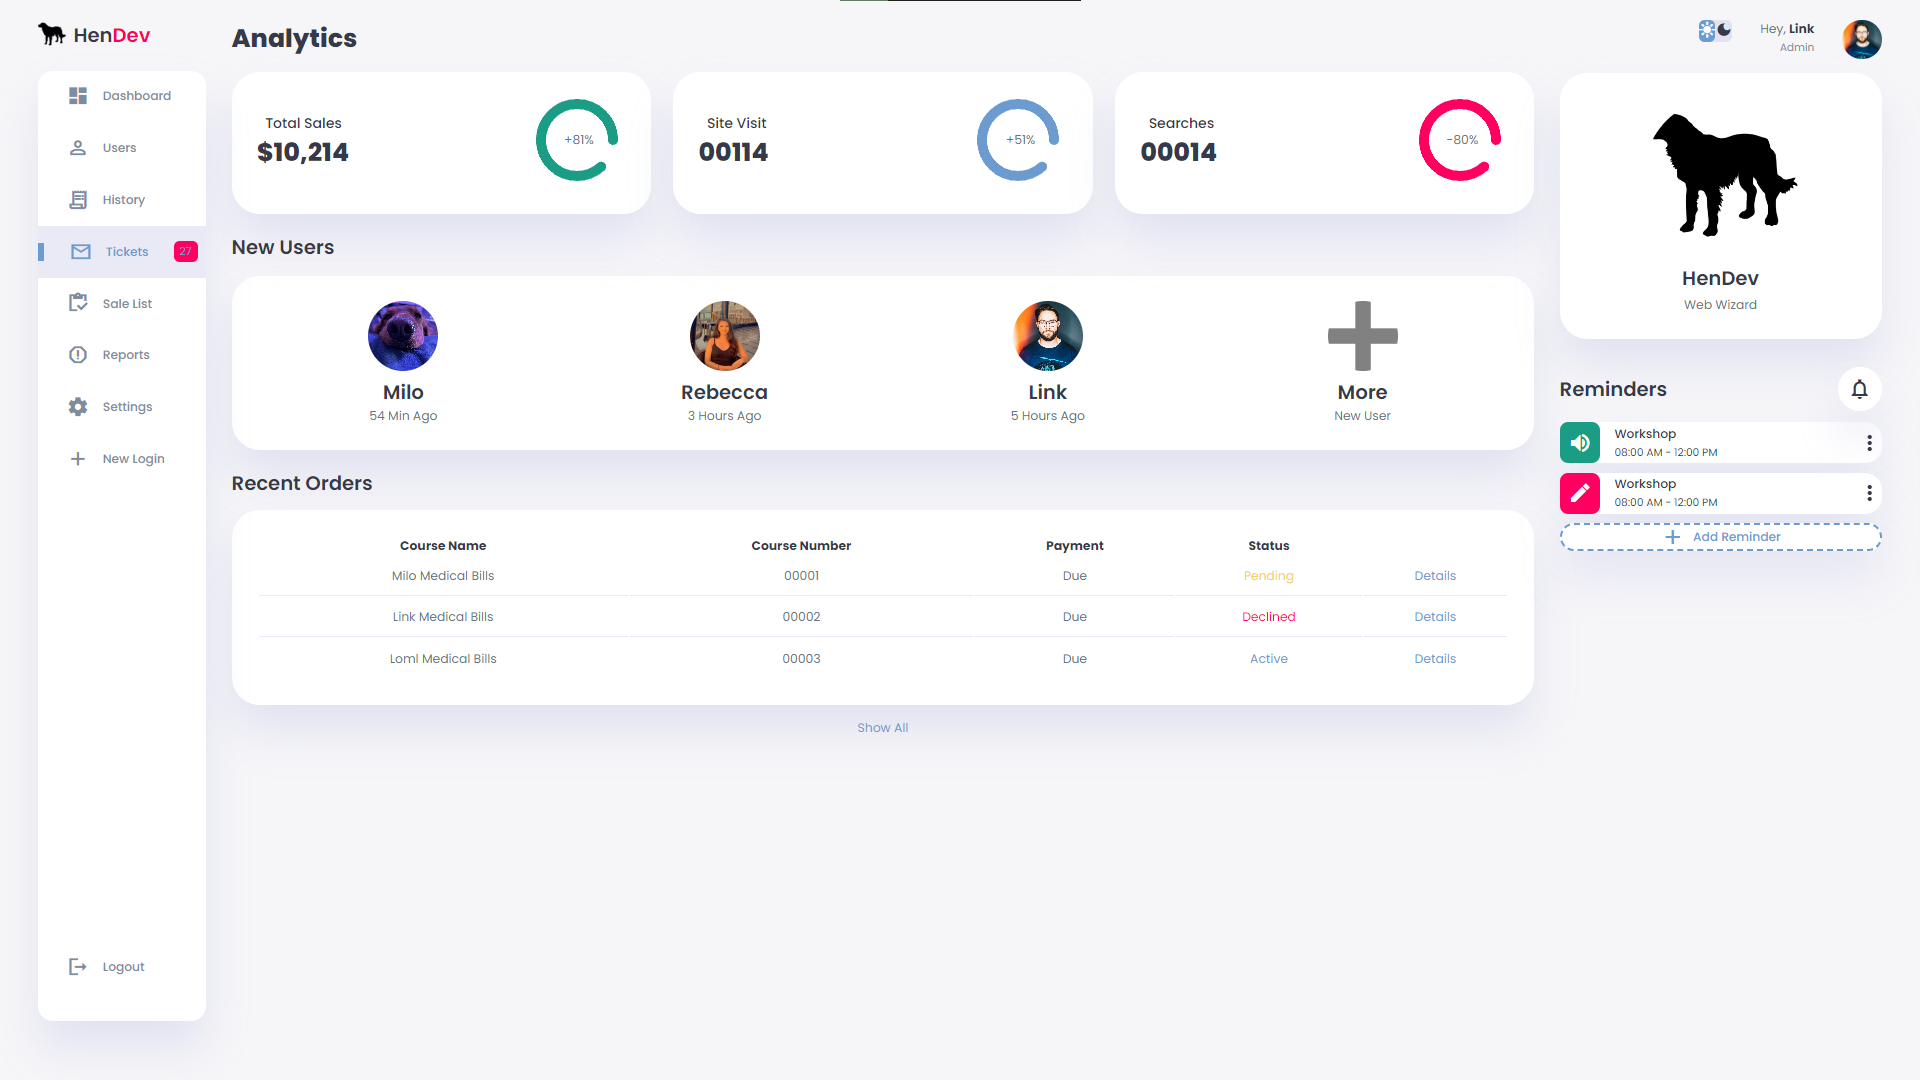 HenDev
Analytics
Hey, Link
Admin
Dashboard
Users
History
Tickets
27
Sale List
Reports
Settings
New Login
Logout
Total Sales
$10,214
+81%
Site Visit
00114
+51%
Searches
00014
-80%
New Users
Milo
54 Min Ago
Rebecca
3 Hours Ago
Link
5 Hours Ago
More
New User
Recent Orders
Course Name Course Number Payment Status
Milo Medical Bills 00001 Due Pending Details
Link Medical Bills 00002 Due Declined Details
Loml Medical Bills 00003 Due Active Details
Show All
HenDev
Web Wizard
Reminders
Workshop
08:00 AM - 12:00 PM
Workshop
08:00 AM - 12:00 PM
Add Reminder